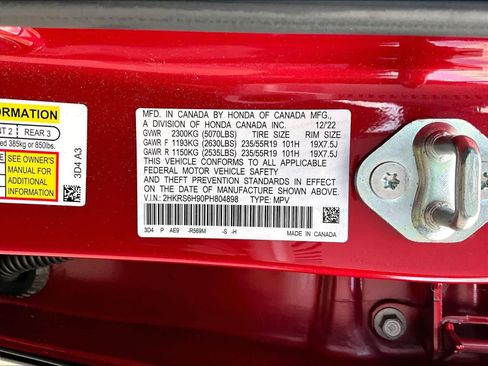 ORMATION
NT 2 | REAR 3
ed 385kg or 850lbs.
SEE OWNER'S
MANUAL FOR
ADDITIONAL
INFORMATION
3D4 A3
MFD. IN CANADA BY HONDA OF CANADA MFG.,
A DIVISION OF HONDA CANADA INC. 12/22
GVWR 2300KG (5070LBS) TIRE SIZE RIM SIZE
GAWR F 1193KG (2630LBS) 235/55R19 101H 19X7.5J
GAWR R 1150KG (2535LBS) 235/55R19 101H 19X7.5J
THIS VEHICLE CONFORMS TO ALL APPLICABLE
FEDERAL MOTOR VEHICLE SAFETY
AND THEFT PREVENTION STANDARDS IN EFFECT
ON THE DATE OF MANUFACTURE SHOWN ABOVE.
V.I.N.: 2HKRS6H90PH804898 TYPE: MPV
3D4 P AE9 -R569M -S -H
MADE IN CANADA